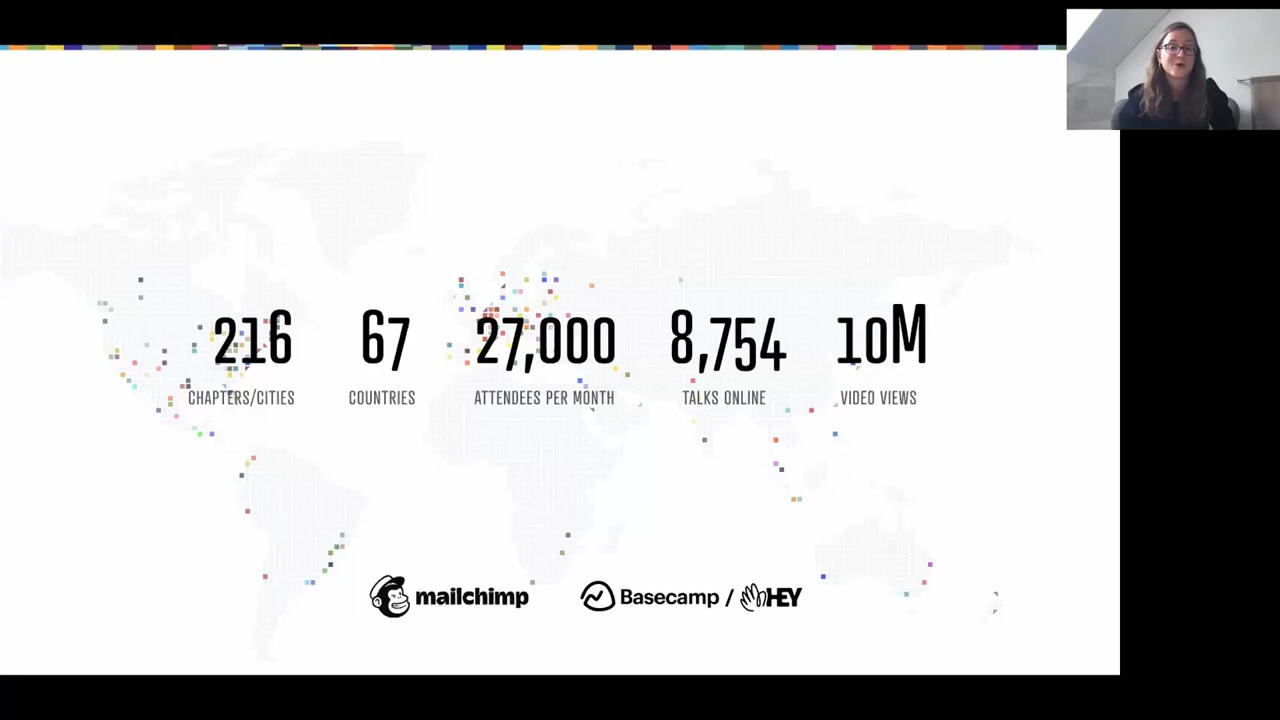 216 67 27,000 8,754 10M
CHAPTERS/CITIES COUNTRIES ATTENDEES PER MONTH TALKS ONLINE VIDEO VIEWS
mailchimp Basecamp / HEY